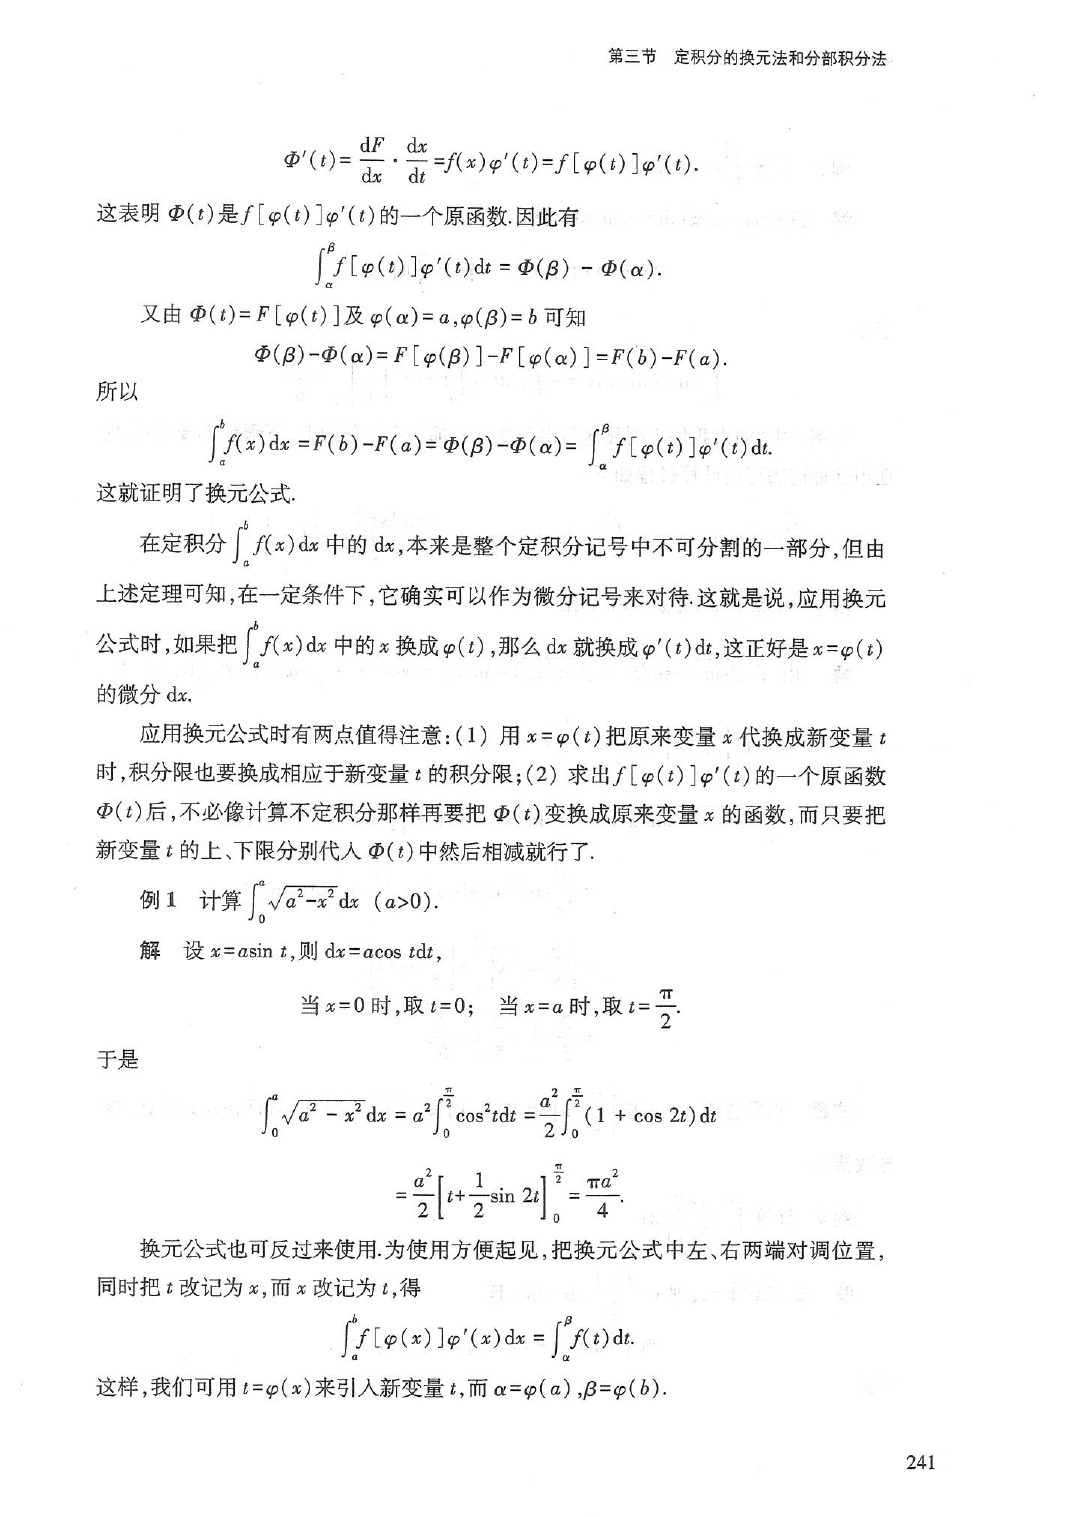 第三节 定积分的换元法和分部积分法
Φ′(t)=dF/dx·dx/dt=f(x)φ′(t)=f[φ(t)]φ′(t).
这表明 Φ(t)是f[φ(t)]φ′(t)的一个原函数.因此有
∫_α^β f[φ(t)]φ′(t)dt = Φ(β) - Φ(α).
又由 Φ(t)=F[φ(t)]及 φ(α)=a,φ(β)=b 可知
Φ(β)-Φ(α)=F[φ(β)]-F[φ(α)]=F(b)-F(a).
所以
∫_a^b f(x)dx =F(b)-F(a)=Φ(β)-Φ(α)= ∫_α^β f[φ(t)]φ′(t)dt.
这就证明了换元公式.
在定积分∫_a^b f(x)dx 中的 dx,本来是整个定积分记号中不可分割的一部分,但由
上述定理可知,在一定条件下,它确实可以作为微分记号来对待.这就是说,应用换元
公式时,如果把∫_a^b f(x)dx 中的 x 换成 φ(t),那么 dx 就换成 φ′(t)dt,这正好是 x=φ(t)
的微分 dx.
应用换元公式时有两点值得注意:(1) 用 x=φ(t)把原来变量 x 代换成新变量 t
时,积分限也要换成相应于新变量 t 的积分限;(2) 求出f[φ(t)]φ′(t)的一个原函数
Φ(t)后,不必像计算不定积分那样再要把 Φ(t)变换成原来变量 x 的函数,而只要把
新变量 t 的上、下限分别代入 Φ(t)中然后相减就行了.
例 1 计算∫_0^a √(a²-x²)dx (a>0).
解 设 x=asin t,则 dx=acos tdt,
当 x=0 时,取 t=0; 当 x=a 时,取 t=π/2.
于是
∫_0^a √(a² - x²)dx = a²∫_0^(π/2) cos²tdt = a²/2∫_0^(π/2)(1 + cos 2t)dt
=a²/2[t+1/2 sin 2t]_0^(π/2) = πa²/4.
换元公式也可反过来使用.为使用方便起见,把换元公式中左、右两端对调位置,
同时把 t 改记为 x,而 x 改记为 t,得
∫_a^b f[φ(x)]φ′(x)dx = ∫_α^β f(t)dt.
这样,我们可用 t=φ(x)来引入新变量 t,而 α=φ(a),β=φ(b).
241